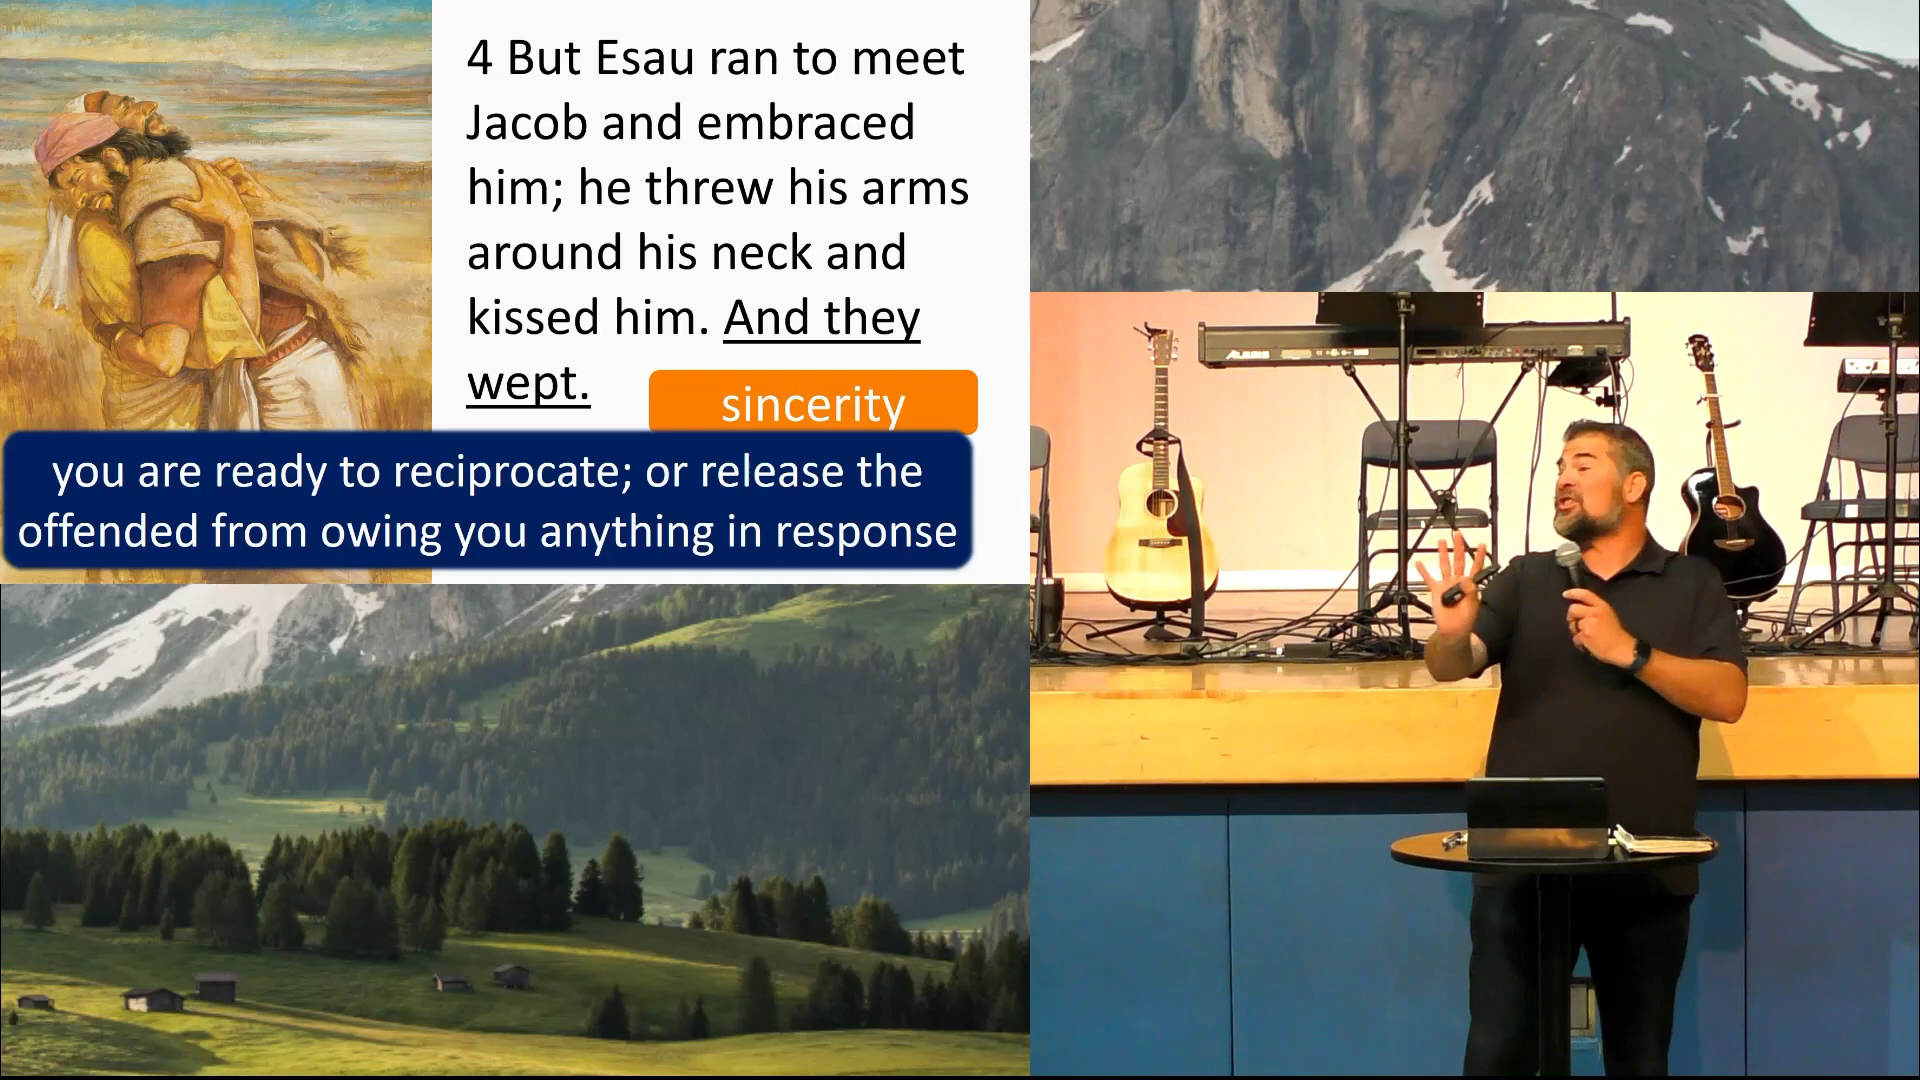 4 But Esau ran to meet
Jacob and embraced
him; he threw his arms
around his neck and
kissed him. And they
wept.
sincerity
you are ready to reciprocate; or release the
offended from owing you anything in response
ALESIS